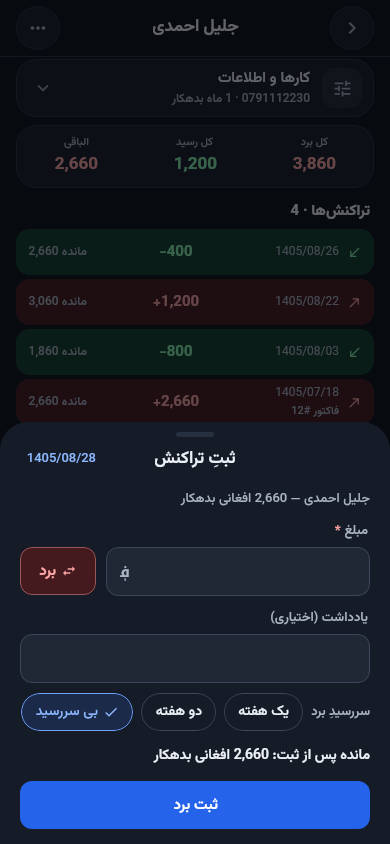 جلیل احمدی
کارها و اطلاعات
0791112230 · 1 ماه بدهکار
کل برد کل رسید الباقی
3,860 1,200 2,660
تراکنش‌ها · 4
1405/08/26 −400 مانده 2,660
1405/08/22 +1,200 مانده 3,060
1405/08/03 −800 مانده 1,860
1405/07/18 +2,660 مانده 2,660
فاکتور #12
ثبتِ تراکنش 1405/08/28
جلیل احمدی — 2,660 افغانی بدهکار
مبلغ *
؋ برد
یادداشت (اختیاری)
سررسیدِ برد یک هفته دو هفته بی سررسید
مانده پس از ثبت: 2,660 افغانی بدهکار
ثبت برد